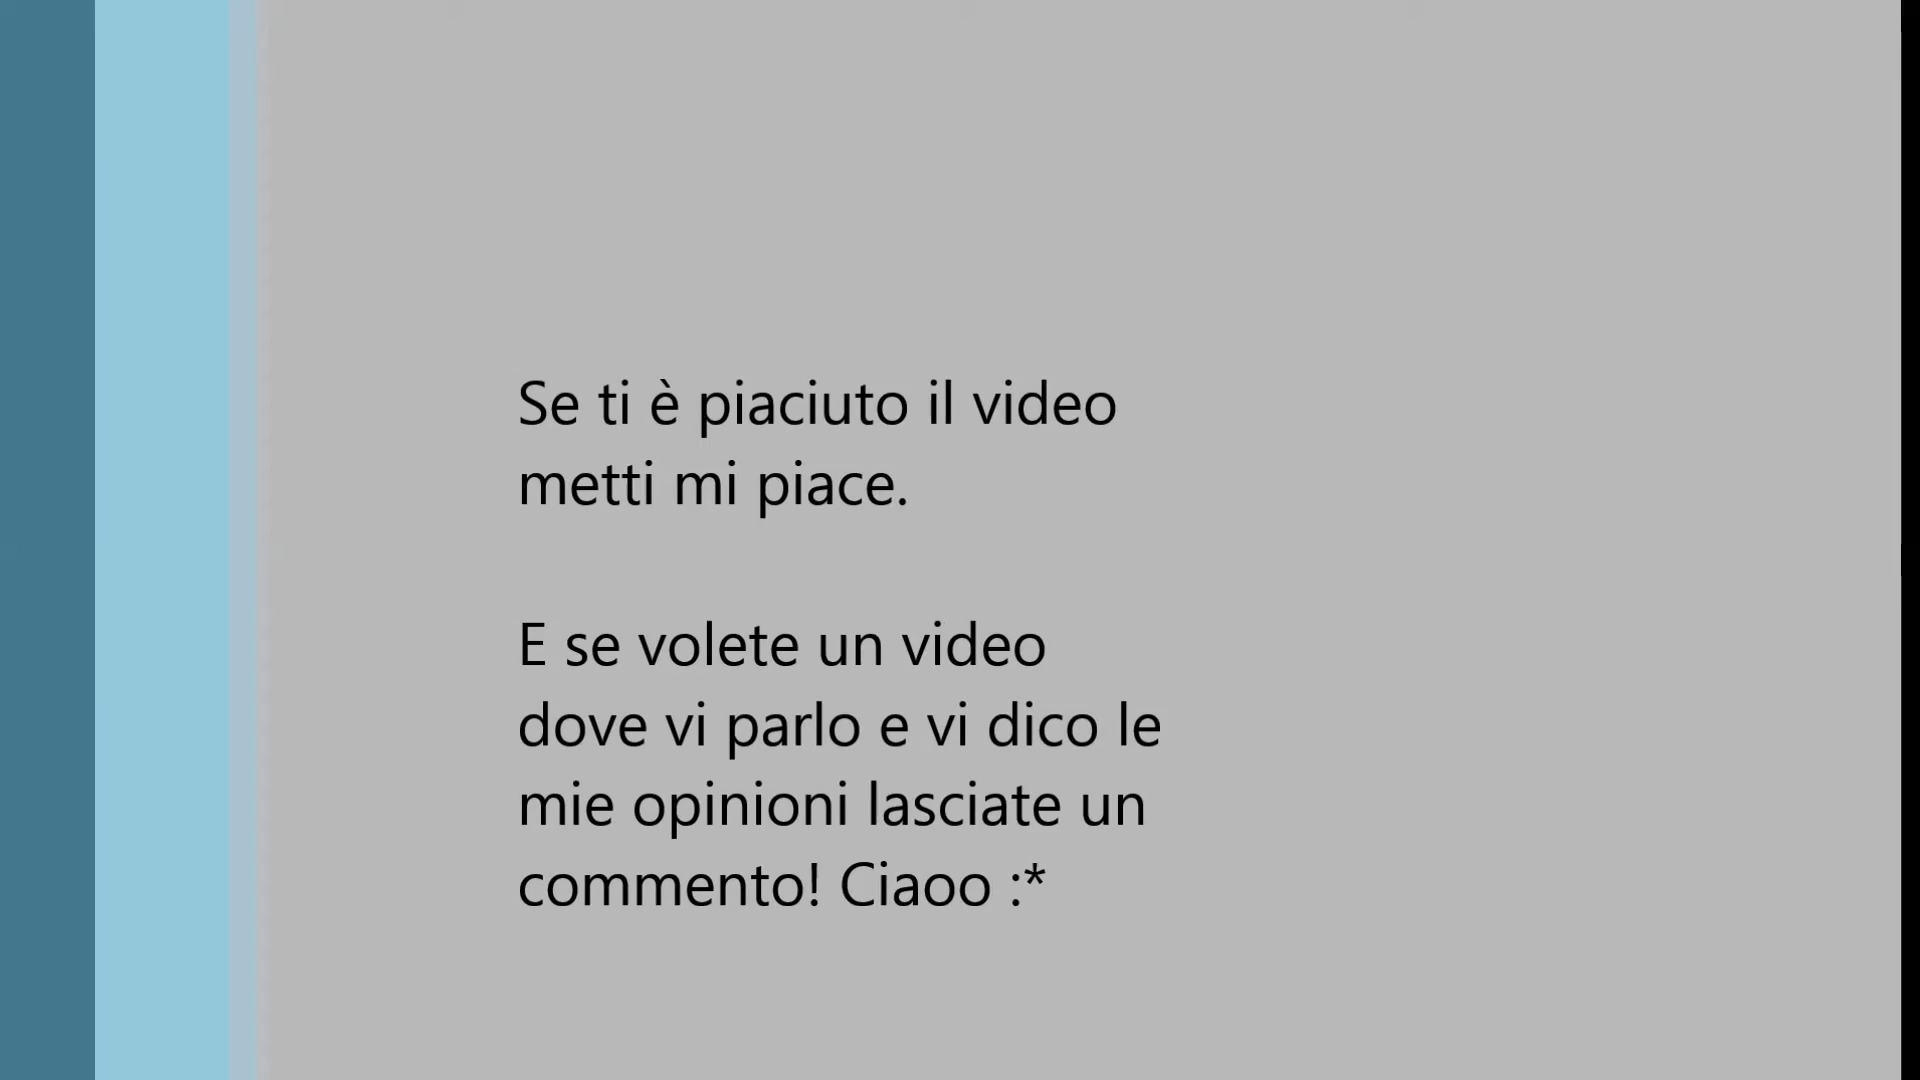 Se ti è piaciuto il video
metti mi piace.
E se volete un video
dove vi parlo e vi dico le
mie opinioni lasciate un
commento! Ciaoo :*